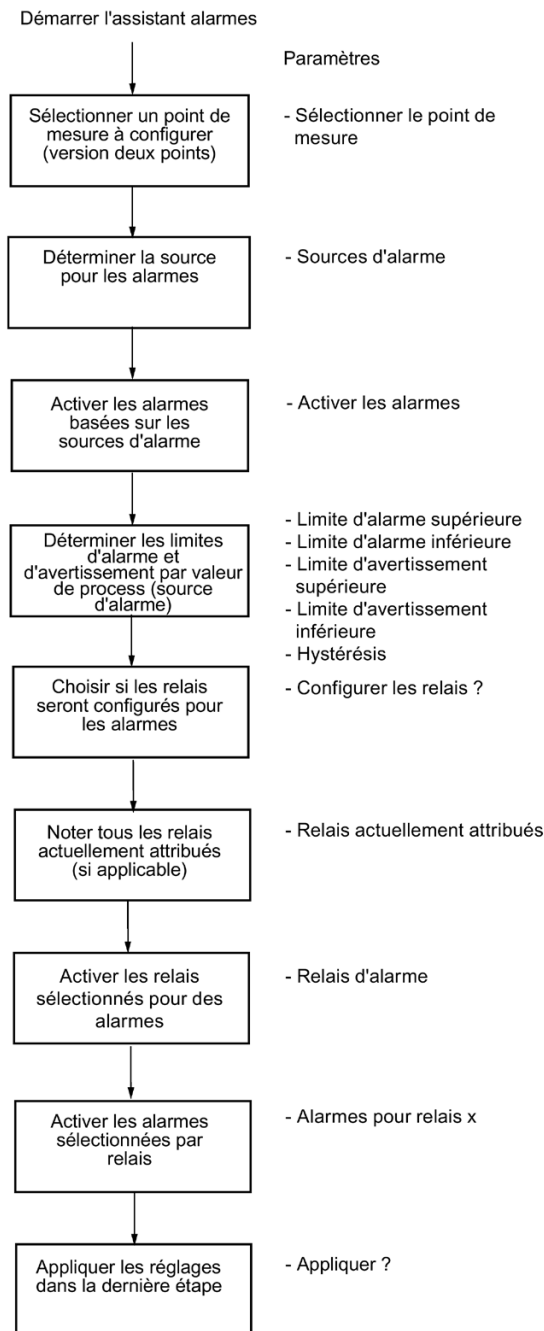 Démarrer l'assistant alarmes
Paramètres
Sélectionner un point de
mesure à configurer
(version deux points)
- Sélectionner le point de
mesure
Déterminer la source
pour les alarmes
- Sources d'alarme
Activer les alarmes
basées sur les
sources d'alarme
- Activer les alarmes
Déterminer les limites
d'alarme et
d'avertissement par valeur
de process (source
d'alarme)
- Limite d'alarme supérieure
- Limite d'alarme inférieure
- Limite d'avertissement
supérieure
- Limite d'avertissement
inférieure
- Hystérésis
Choisir si les relais
seront configurés pour
les alarmes
- Configurer les relais ?
Noter tous les relais
actuellement attribués
(si applicable)
- Relais actuellement attribués
Activer les relais
sélectionnés pour des
alarmes
- Relais d'alarme
Activer les alarmes
sélectionnées par
relais
- Alarmes pour relais x
Appliquer les réglages
dans la dernière étape
- Appliquer ?